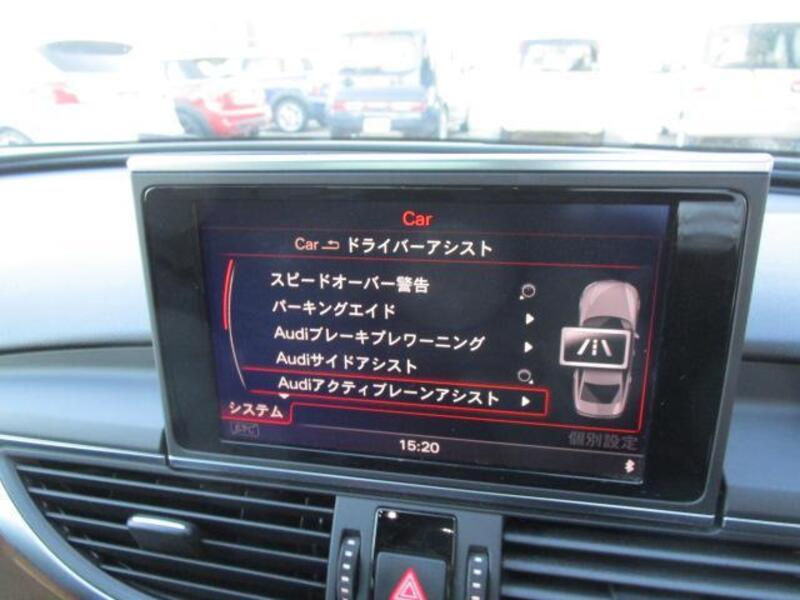 Car
Car ドライバーアシスト
スピードオーバー警告
パーキングエイド
Audiブレーキプレワーニング
Audiサイドアシスト
Audiアクティブレーンアシスト
システム
ETC
15:20
個別設定